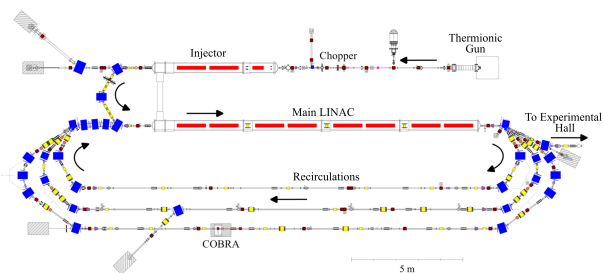 Injector
Chopper
Thermionic
Gun
Main LINAC
To Experimental
Hall
Recirculations
COBRA
5 m